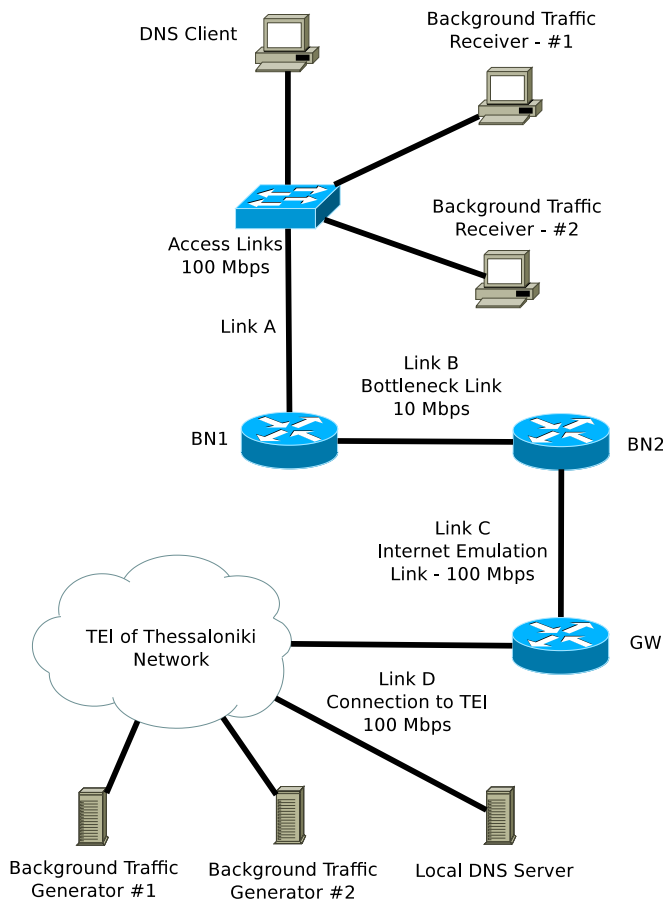 DNS Client
Background Traffic
Receiver - #1
Background Traffic
Receiver - #2
Access Links
100 Mbps
Link A
Link B
Bottleneck Link
10 Mbps
BN1
BN2
Link C
Internet Emulation
Link - 100 Mbps
TEI of Thessaloniki
Network
GW
Link D
Connection to TEI
100 Mbps
Background Traffic
Generator #1
Background Traffic
Generator #2
Local DNS Server